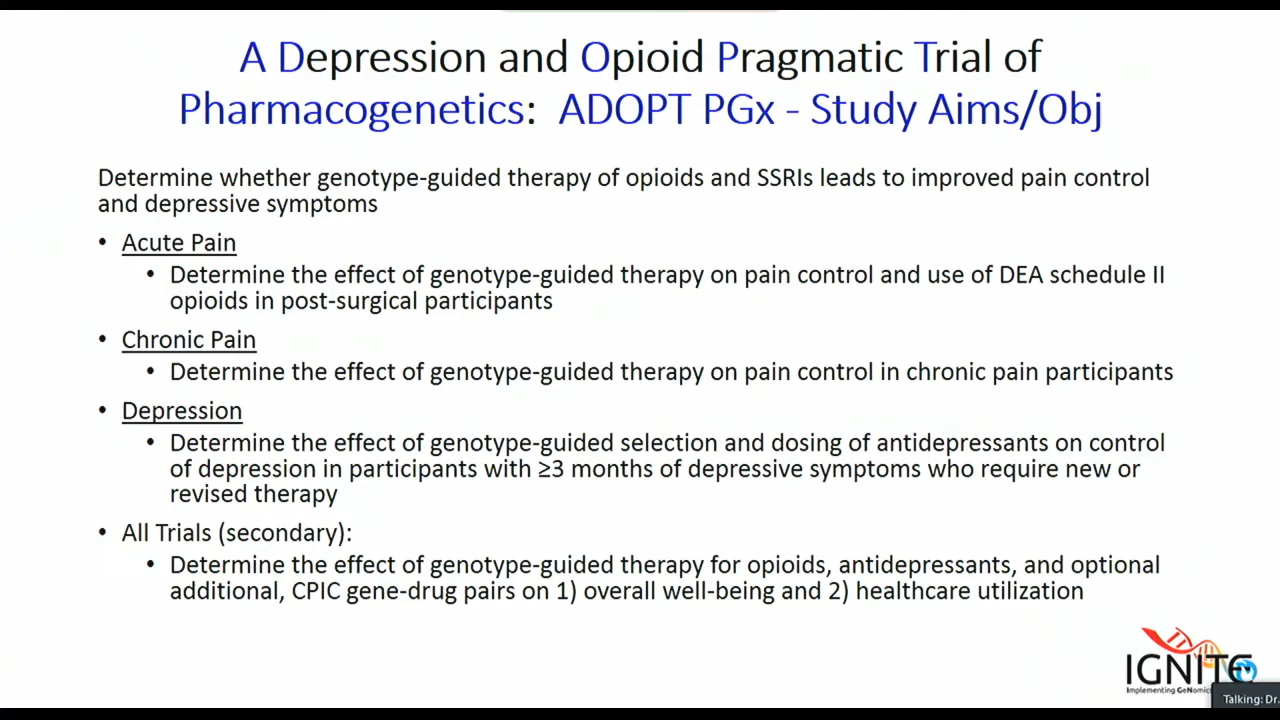 A Depression and Opioid Pragmatic Trial of
Pharmacogenetics: ADOPT PGx - Study Aims/Obj
Determine whether genotype-guided therapy of opioids and SSRIs leads to improved pain control
and depressive symptoms
• Acute Pain
• Determine the effect of genotype-guided therapy on pain control and use of DEA schedule II
opioids in post-surgical participants
• Chronic Pain
• Determine the effect of genotype-guided therapy on pain control in chronic pain participants
• Depression
• Determine the effect of genotype-guided selection and dosing of antidepressants on control
of depression in participants with ≥3 months of depressive symptoms who require new or
revised therapy
• All Trials (secondary):
• Determine the effect of genotype-guided therapy for opioids, antidepressants, and optional
additional, CPIC gene-drug pairs on 1) overall well-being and 2) healthcare utilization
IGNITE
Implementing GeNomics
Talking: Dr.